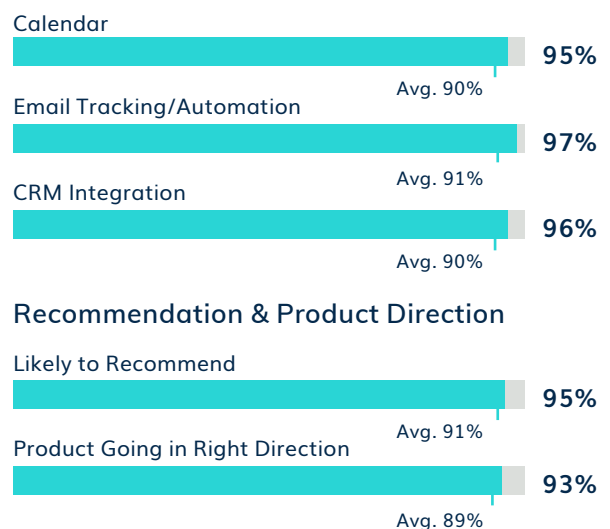 Calendar
95%
Avg. 90%
Email Tracking/Automation
97%
Avg. 91%
CRM Integration
96%
Avg. 90%
Recommendation & Product Direction
Likely to Recommend
95%
Avg. 91%
Product Going in Right Direction
93%
Avg. 89%